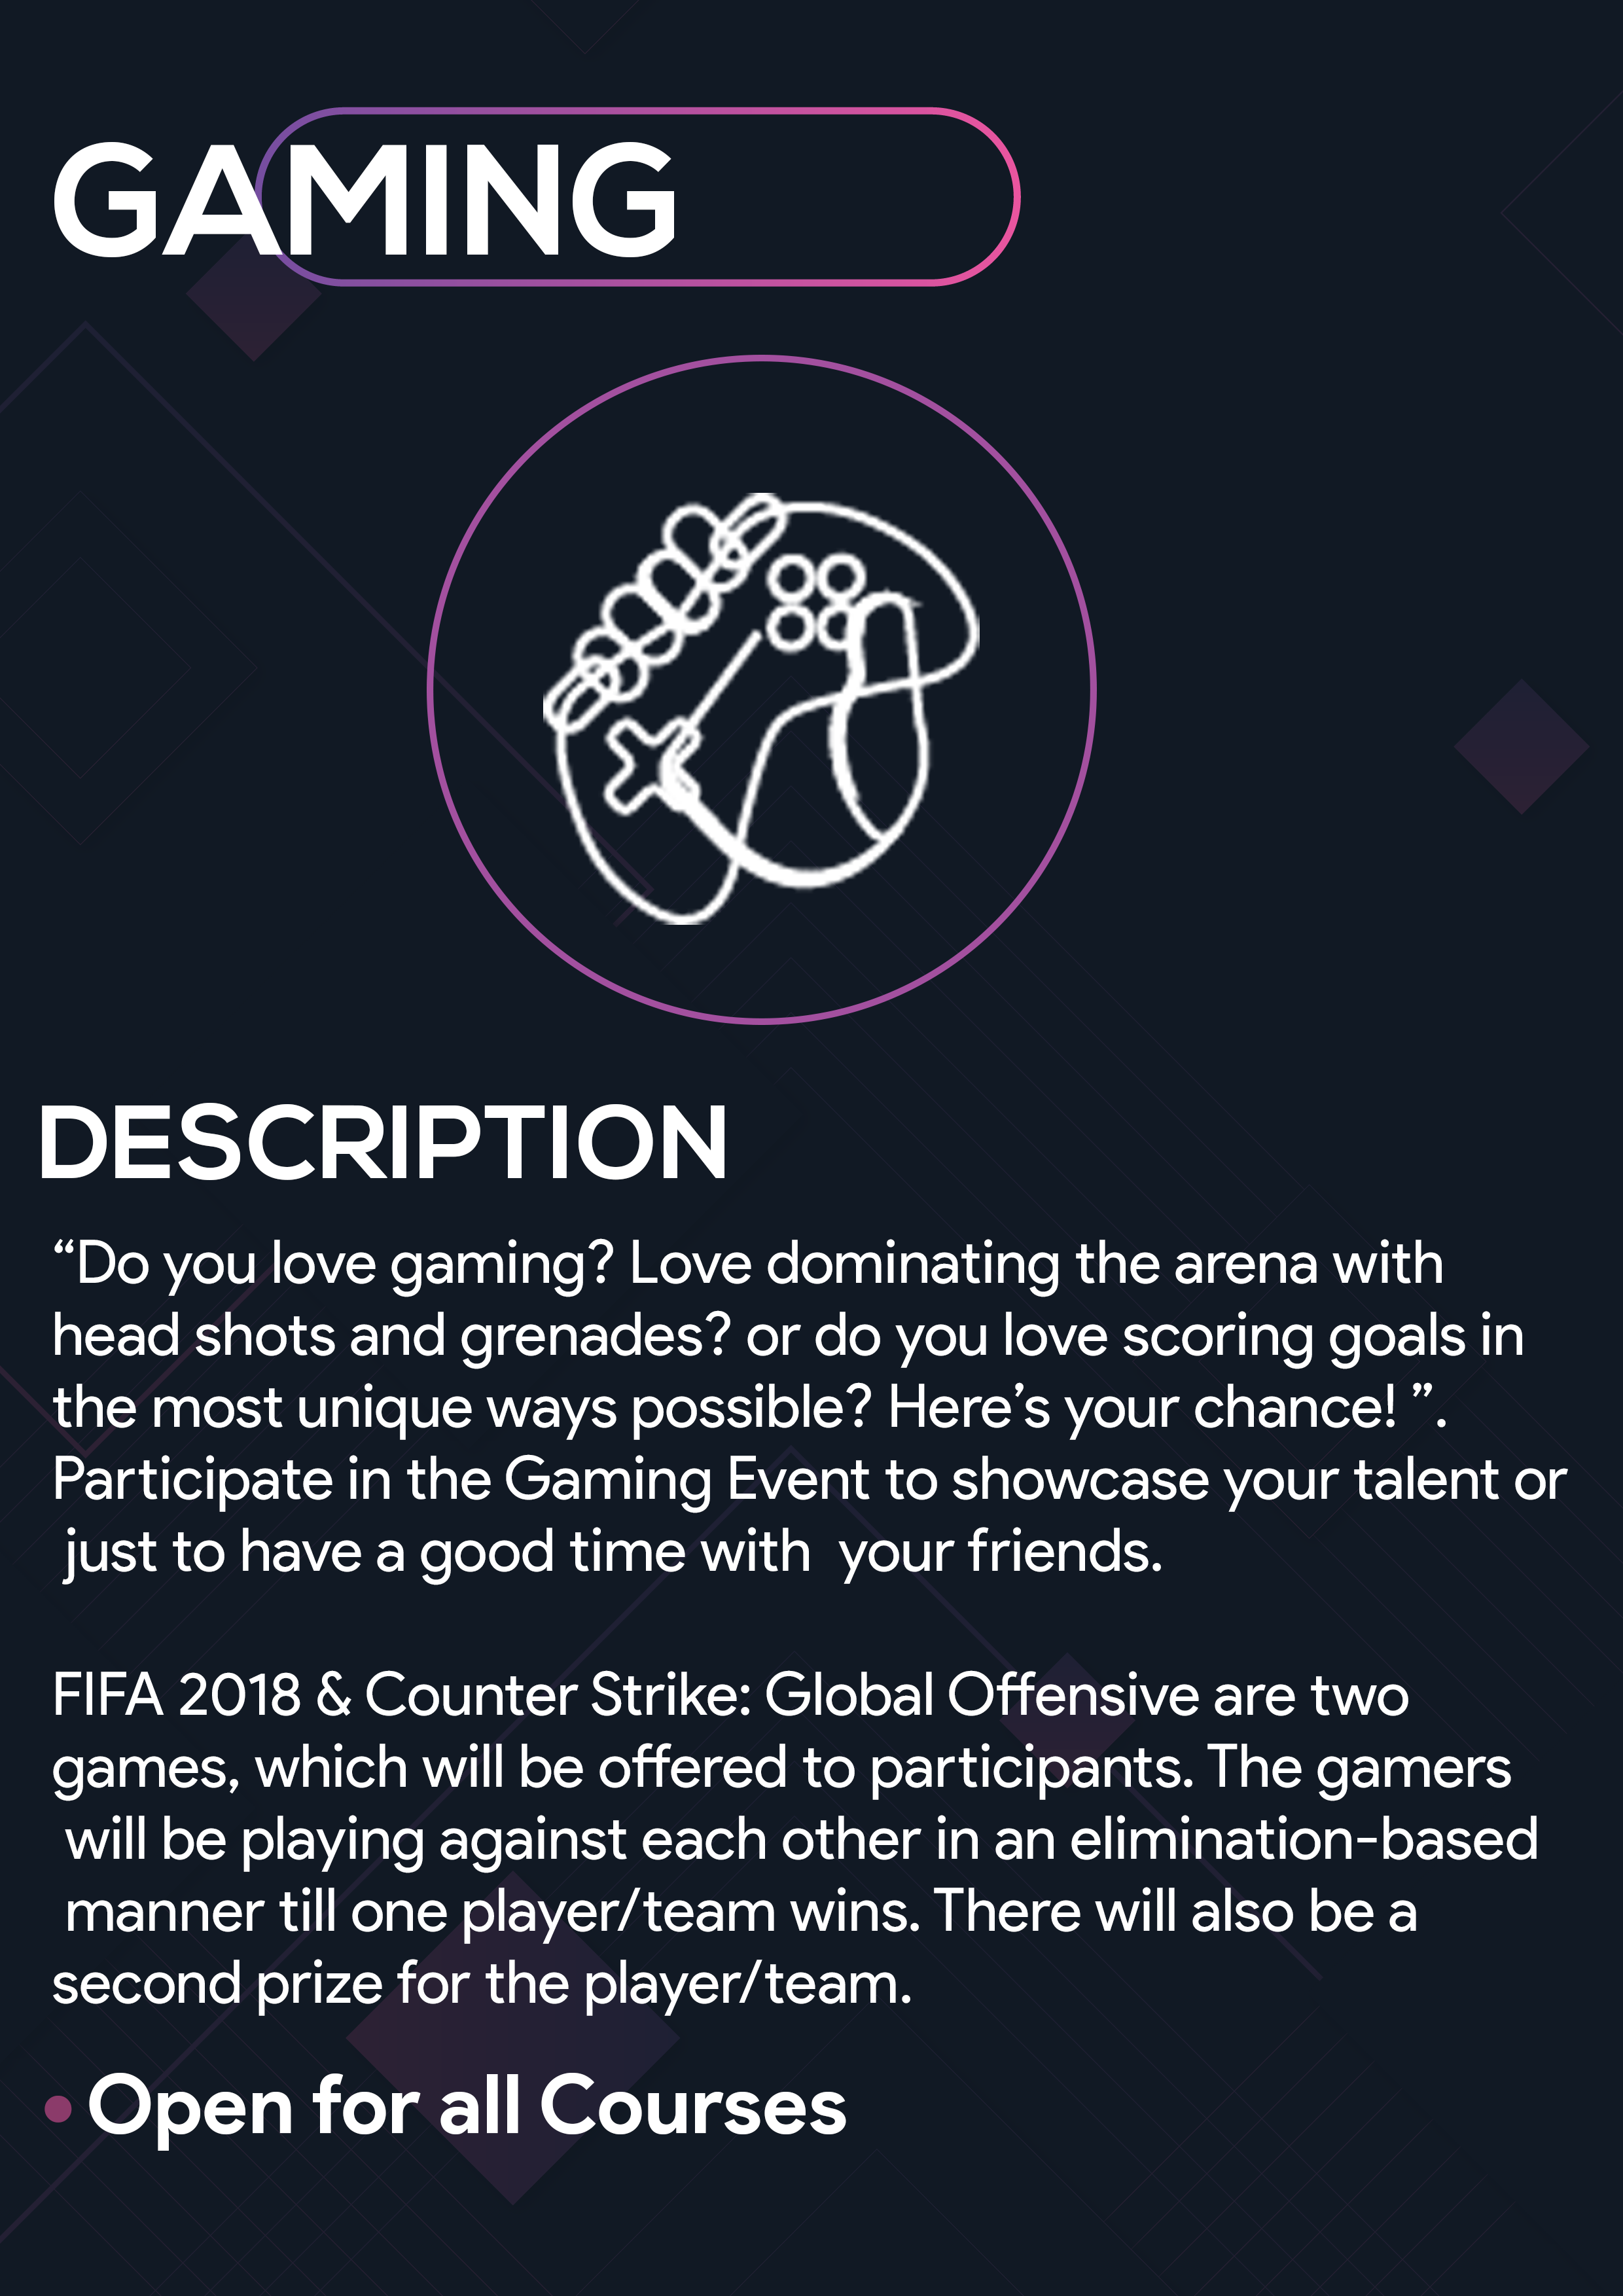 GAMING
DESCRIPTION
“Do you love gaming? Love dominating the arena with
head shots and grenades? or do you love scoring goals in
the most unique ways possible? Here’s your chance! ”.
Participate in the Gaming Event to showcase your talent or
just to have a good time with  your friends.
FIFA 2018 & Counter Strike: Global Offensive are two
games, which will be offered to participants. The gamers
will be playing against each other in an elimination-based
manner till one player/team wins. There will also be a
second prize for the player/team.
Open for all Courses